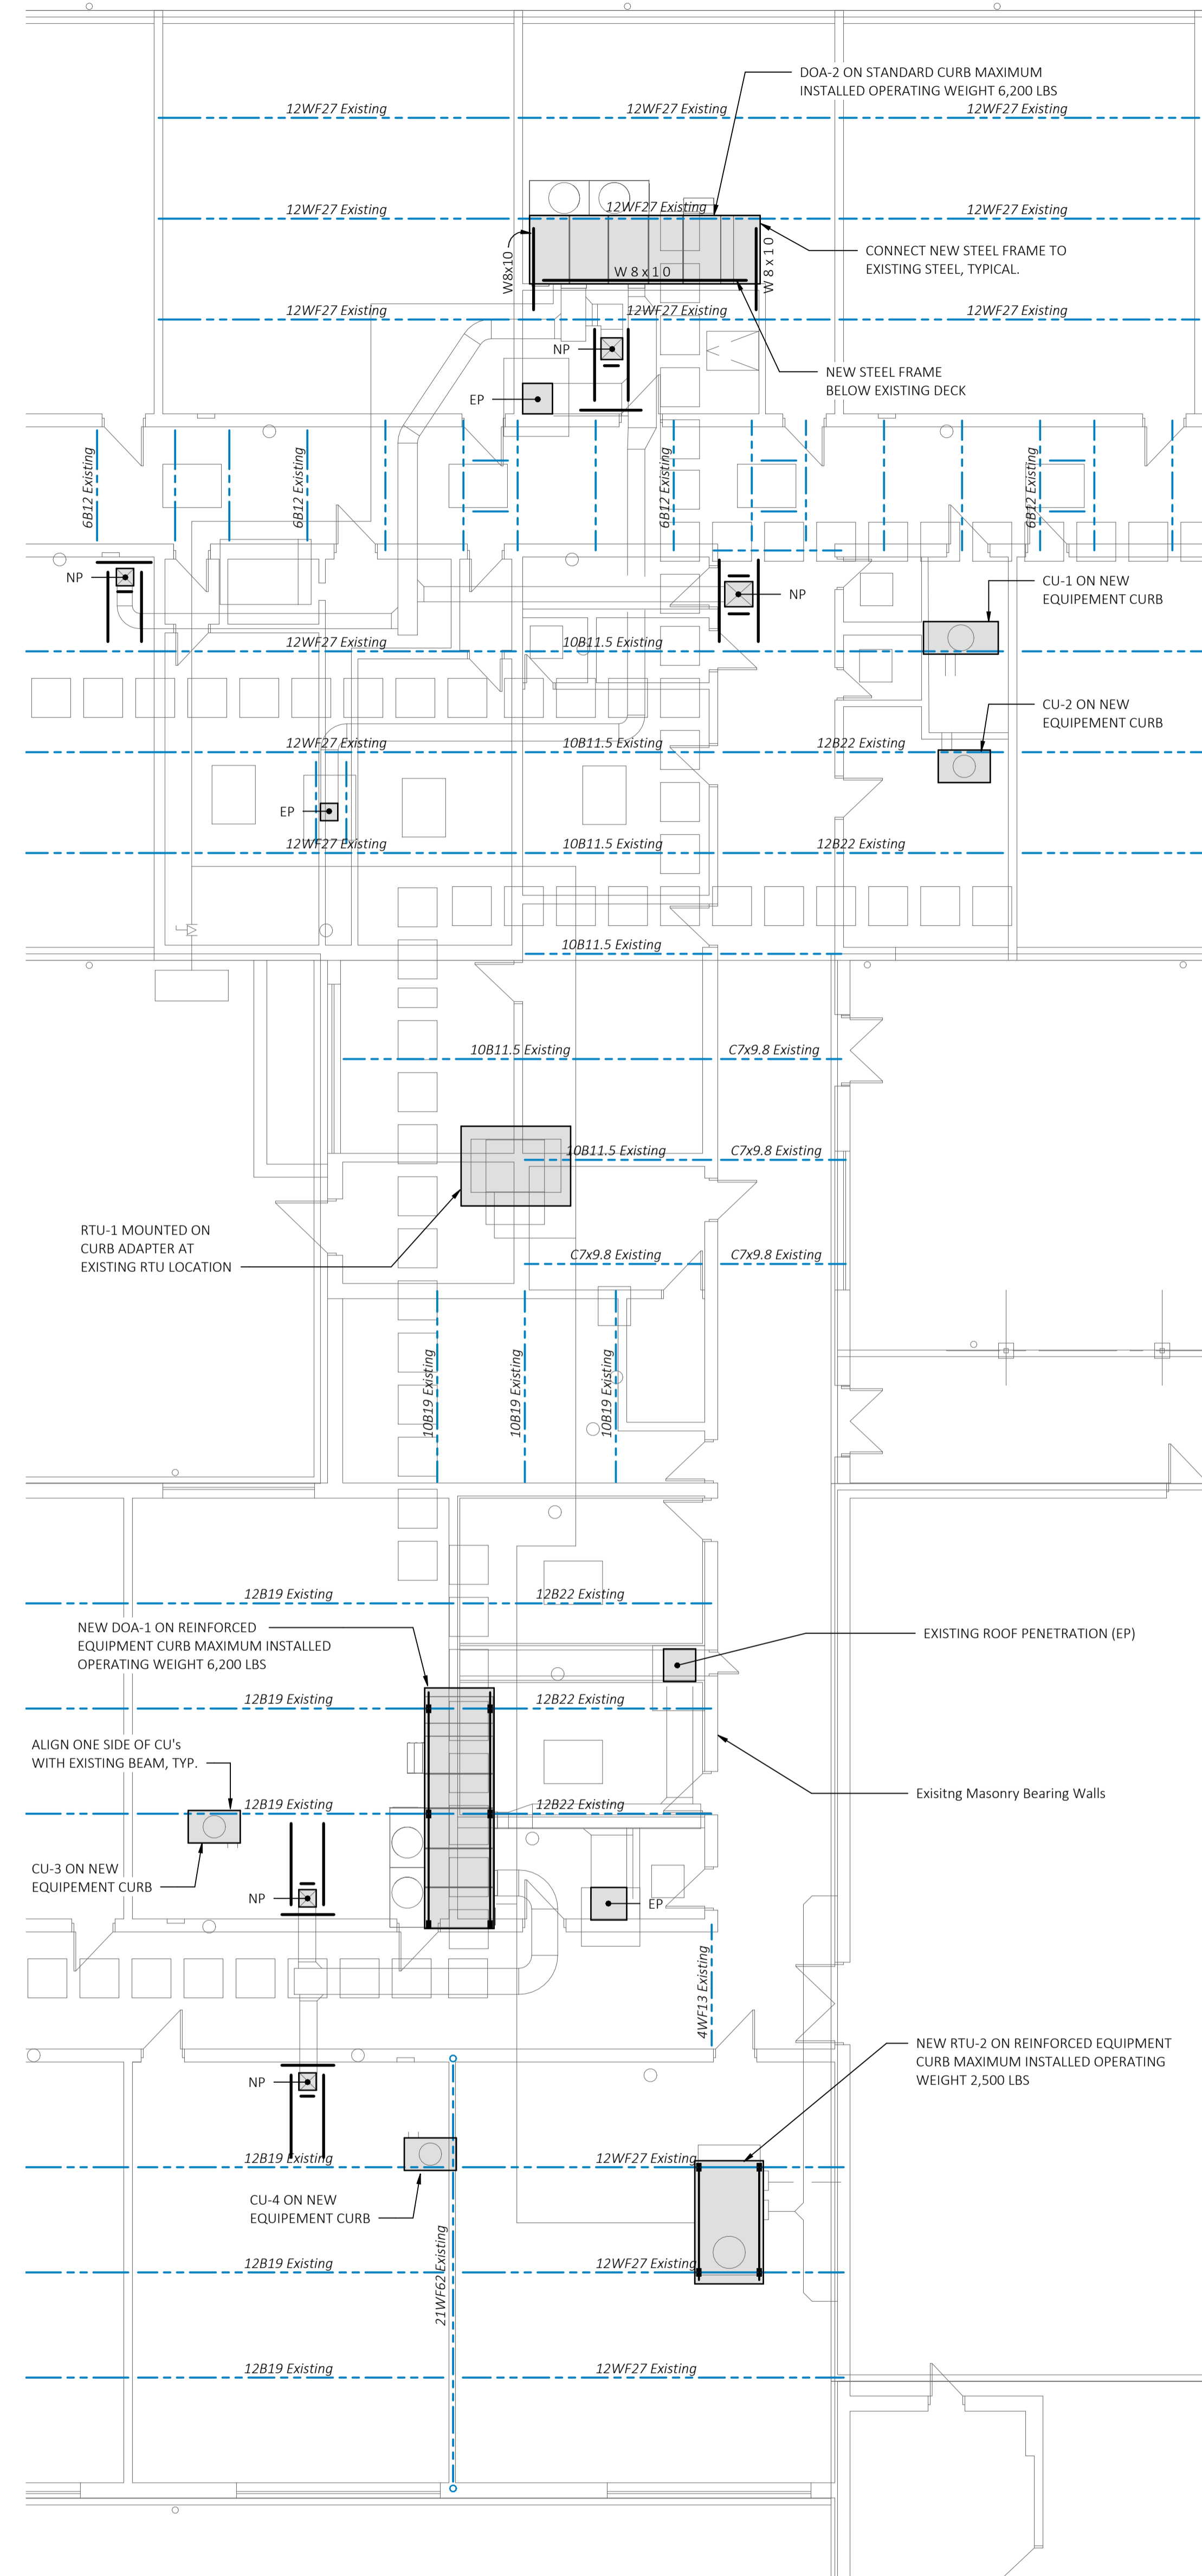 DOA-2 ON STANDARD CURB MAXIMUM
INSTALLED OPERATING WEIGHT 6,200 LBS
12WF27 Existing
12WF27 Existing
12WF27 Existing
12WF27 Existing
12WF27 Existing
12WF27 Existing
W8x10
W8x10
W8x10
CONNECT NEW STEEL FRAME TO
EXISTING STEEL, TYPICAL.
12WF27 Existing
12WF27 Existing
12WF27 Existing
NP
NEW STEEL FRAME
BELOW EXISTING DECK
EP
6B12 Existing
6B12 Existing
6B12 Existing
6B12 Existing
NP
NP
CU-1 ON NEW
EQUIPEMENT CURB
12WF27 Existing
10B11.5 Existing
CU-2 ON NEW
EQUIPEMENT CURB
12WF27 Existing
10B11.5 Existing
12B22 Existing
EP
12WF27 Existing
10B11.5 Existing
12B22 Existing
10B11.5 Existing
10B11.5 Existing
C7x9.8 Existing
10B11.5 Existing
C7x9.8 Existing
RTU-1 MOUNTED ON
CURB ADAPTER AT
EXISTING RTU LOCATION
C7x9.8 Existing
C7x9.8 Existing
10B19 Existing
10B19 Existing
10B19 Existing
12B19 Existing
12B22 Existing
NEW DOA-1 ON REINFORCED
EQUIPMENT CURB MAXIMUM INSTALLED
OPERATING WEIGHT 6,200 LBS
EXISTING ROOF PENETRATION (EP)
12B19 Existing
12B22 Existing
ALIGN ONE SIDE OF CU's
WITH EXISTING BEAM, TYP.
Exisitng Masonry Bearing Walls
12B19 Existing
12B22 Existing
CU-3 ON NEW
EQUIPEMENT CURB
NP
EP
4WF13 Existing
NEW RTU-2 ON REINFORCED EQUIPMENT
CURB MAXIMUM INSTALLED OPERATING
WEIGHT 2,500 LBS
NP
12B19 Existing
12WF27 Existing
CU-4 ON NEW
EQUIPEMENT CURB
21WF62 Existing
12B19 Existing
12WF27 Existing
12B19 Existing
12WF27 Existing